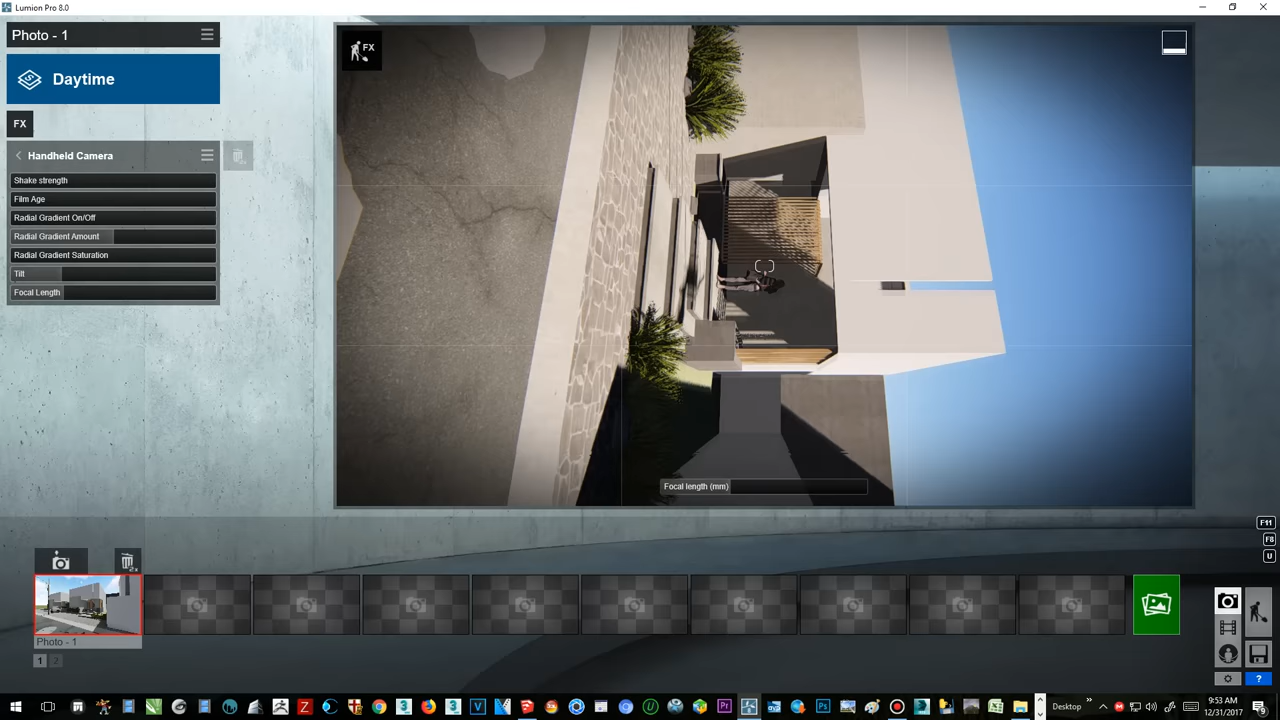 Lumion Pro 8.0
Photo - 1
Daytime
FX
Handheld Camera
Shake strength
Film Age
Radial Gradient On/Off
Radial Gradient Amount
Radial Gradient Saturation
Tilt
Focal Length
FX
Focal length (mm)
F11
F8
U
Photo - 1
1 2
?
Desktop
9:53 AM
12/31/2017